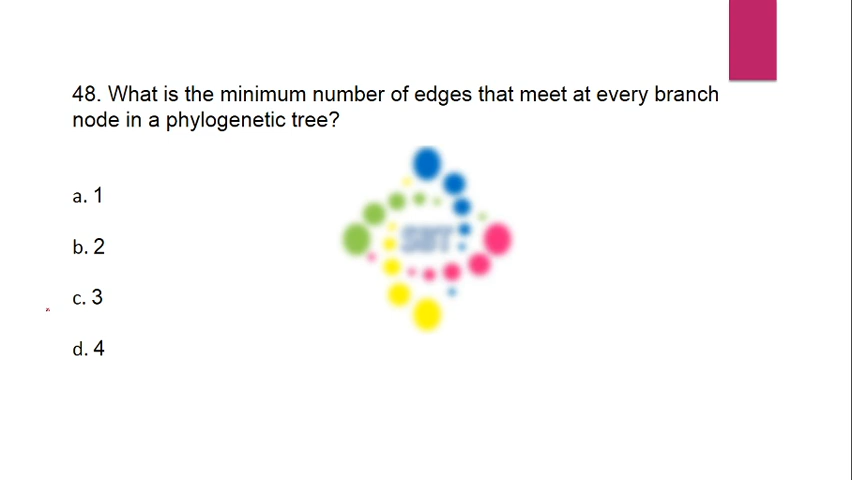 48. What is the minimum number of edges that meet at every branch
node in a phylogenetic tree?
SBT
a. 1
b. 2
c. 3
d. 4